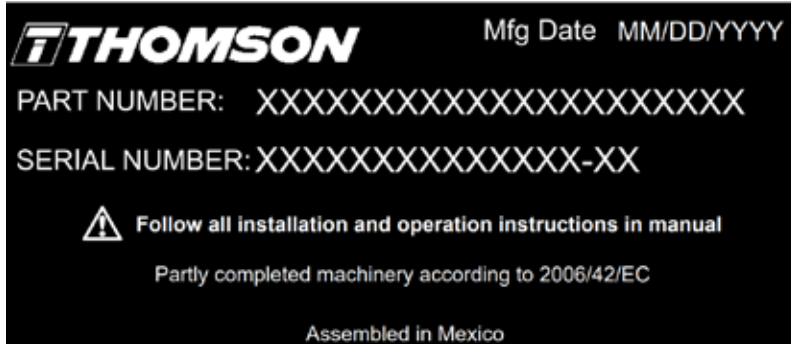 THOMSON Mfg Date MM/DD/YYYY
PART NUMBER: XXXXXXXXXXXXXXXXXXXXXX
SERIAL NUMBER: XXXXXXXXXXXXXX-XX
Follow all installation and operation instructions in manual
Partly completed machinery according to 2006/42/EC
Assembled in Mexico